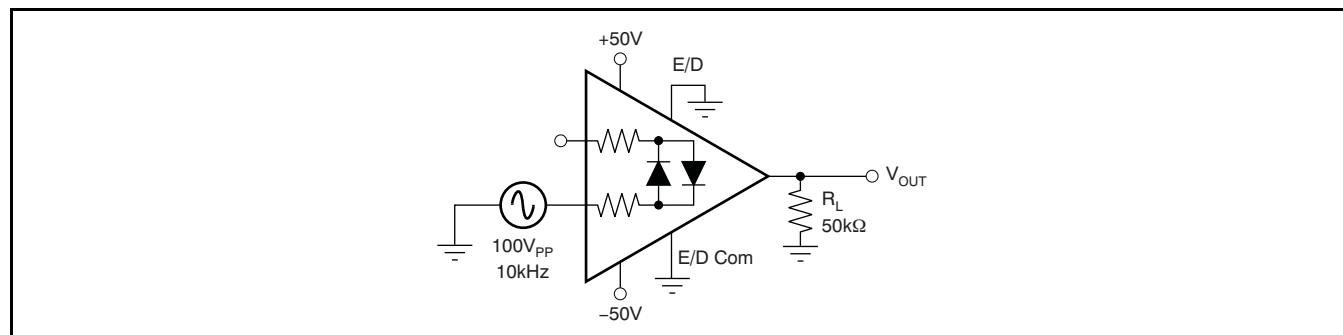 +50V
E/D
V_OUT
R_L
50kΩ
100V_PP
10kHz
E/D Com
−50V